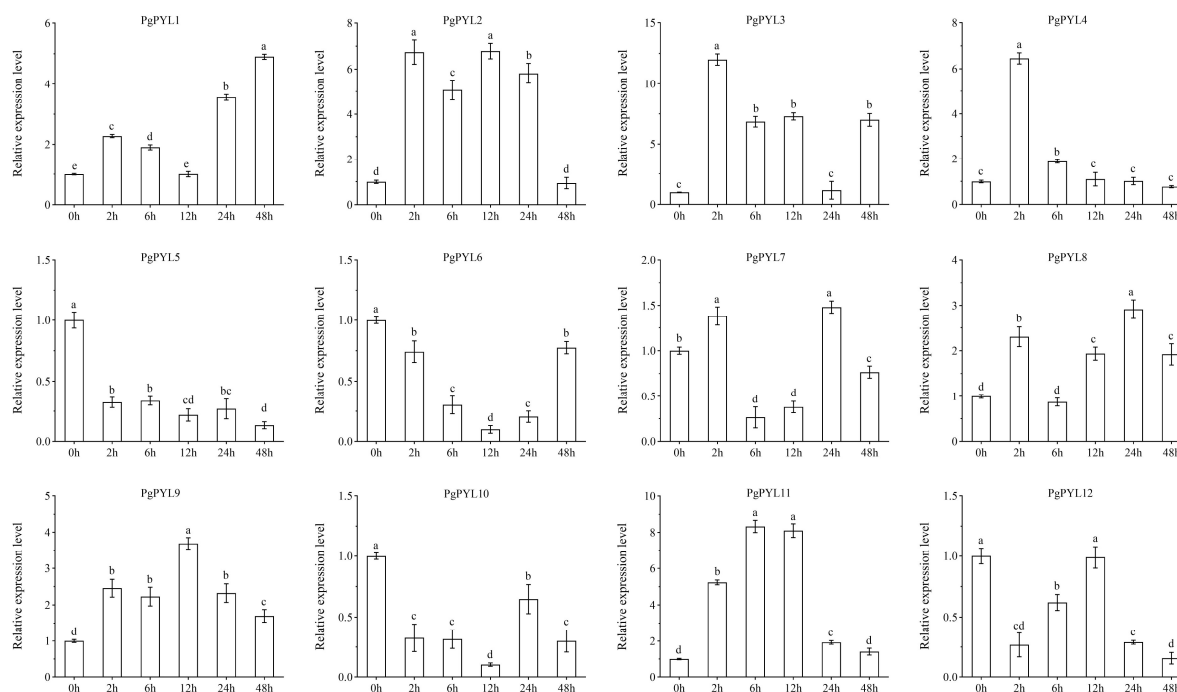 PgPYL1
Relative expression level
6
4
2
0
e
c
d
e
b
a
0h 2h 6h 12h 24h 48h
PgPYL2
Relative expression level
8
6
4
2
0
d
a
c
a
b
d
0h 2h 6h 12h 24h 48h
PgPYL3
Relative expression level
15
10
5
0
c
a
b
b
c
b
0h 2h 6h 12h 24h 48h
PgPYL4
Relative expression level
8
6
4
2
0
c
a
b
c
c
c
0h 2h 6h 12h 24h 48h
PgPYL5
Relative expression level
1.5
1.0
0.5
0.0
a
b
b
cd
bc
d
0h 2h 6h 12h 24h 48h
PgPYL6
Relative expression level
1.5
1.0
0.5
0.0
a
b
c
d
c
b
0h 2h 6h 12h 24h 48h
PgPYL7
Relative expression level
2.0
1.5
1.0
0.5
0.0
b
a
d
d
a
c
0h 2h 6h 12h 24h 48h
PgPYL8
Relative expression level
4
3
2
1
0
d
b
d
c
a
c
0h 2h 6h 12h 24h 48h
PgPYL9
Relative expression level
5
4
3
2
1
0
d
b
b
a
b
c
0h 2h 6h 12h 24h 48h
PgPYL10
Relative expression level
1.5
1.0
0.5
0.0
a
c
c
d
b
c
0h 2h 6h 12h 24h 48h
PgPYL11
Relative expression level
10
8
6
4
2
0
d
b
a
a
c
d
0h 2h 6h 12h 24h 48h
PgPYL12
Relative expression level
1.5
1.0
0.5
0.0
a
cd
b
a
c
d
0h 2h 6h 12h 24h 48h